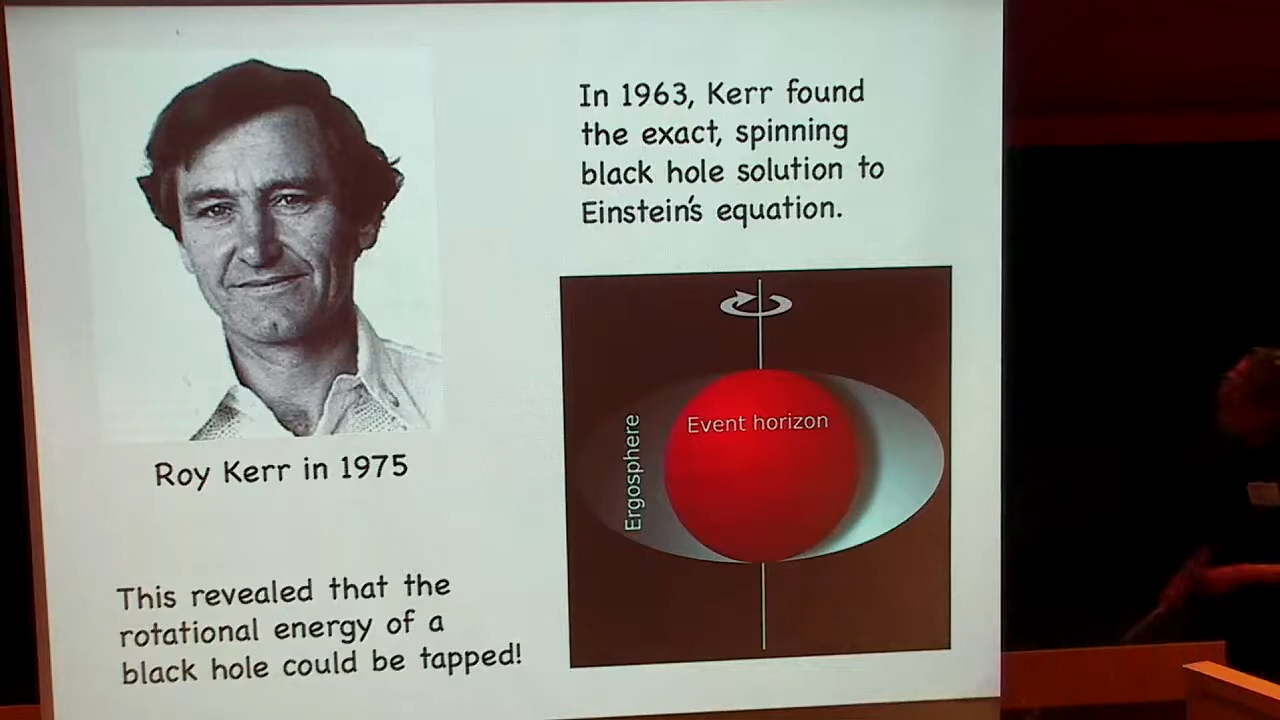 In 1963, Kerr found
the exact, spinning
black hole solution to
Einstein's equation.
Event horizon
Ergosphere
Roy Kerr in 1975
This revealed that the
rotational energy of a
black hole could be tapped!